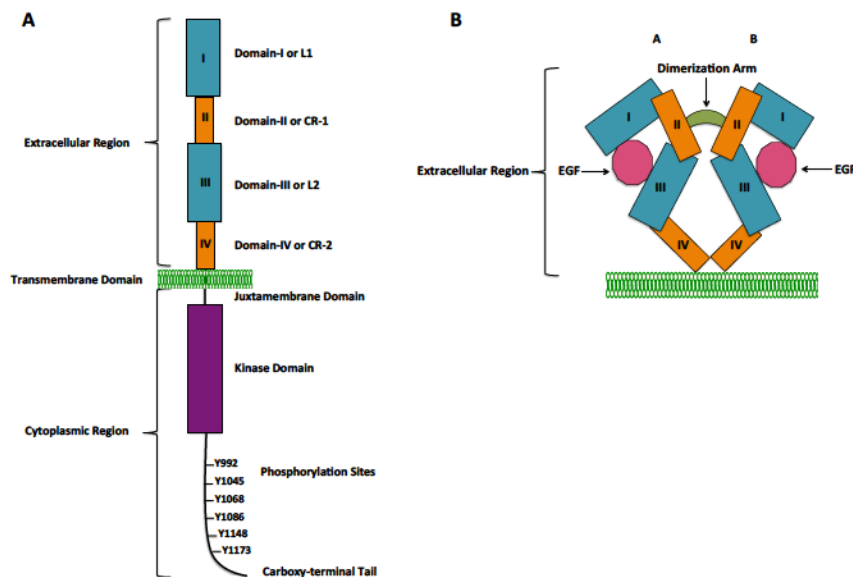 A
I
Domain-I or L1
II
Domain-II or CR-1
Extracellular Region
III
Domain-III or L2
IV
Domain-IV or CR-2
Transmembrane Domain
Juxtamembrane Domain
Kinase Domain
Cytoplasmic Region
Y992
Phosphorylation Sites
Y1045
Y1068
Y1086
Y1148
Y1173
Carboxy-terminal Tail
B
A B
Dimerization Arm
I II II I
Extracellular Region
EGF EGF
III III
IV IV